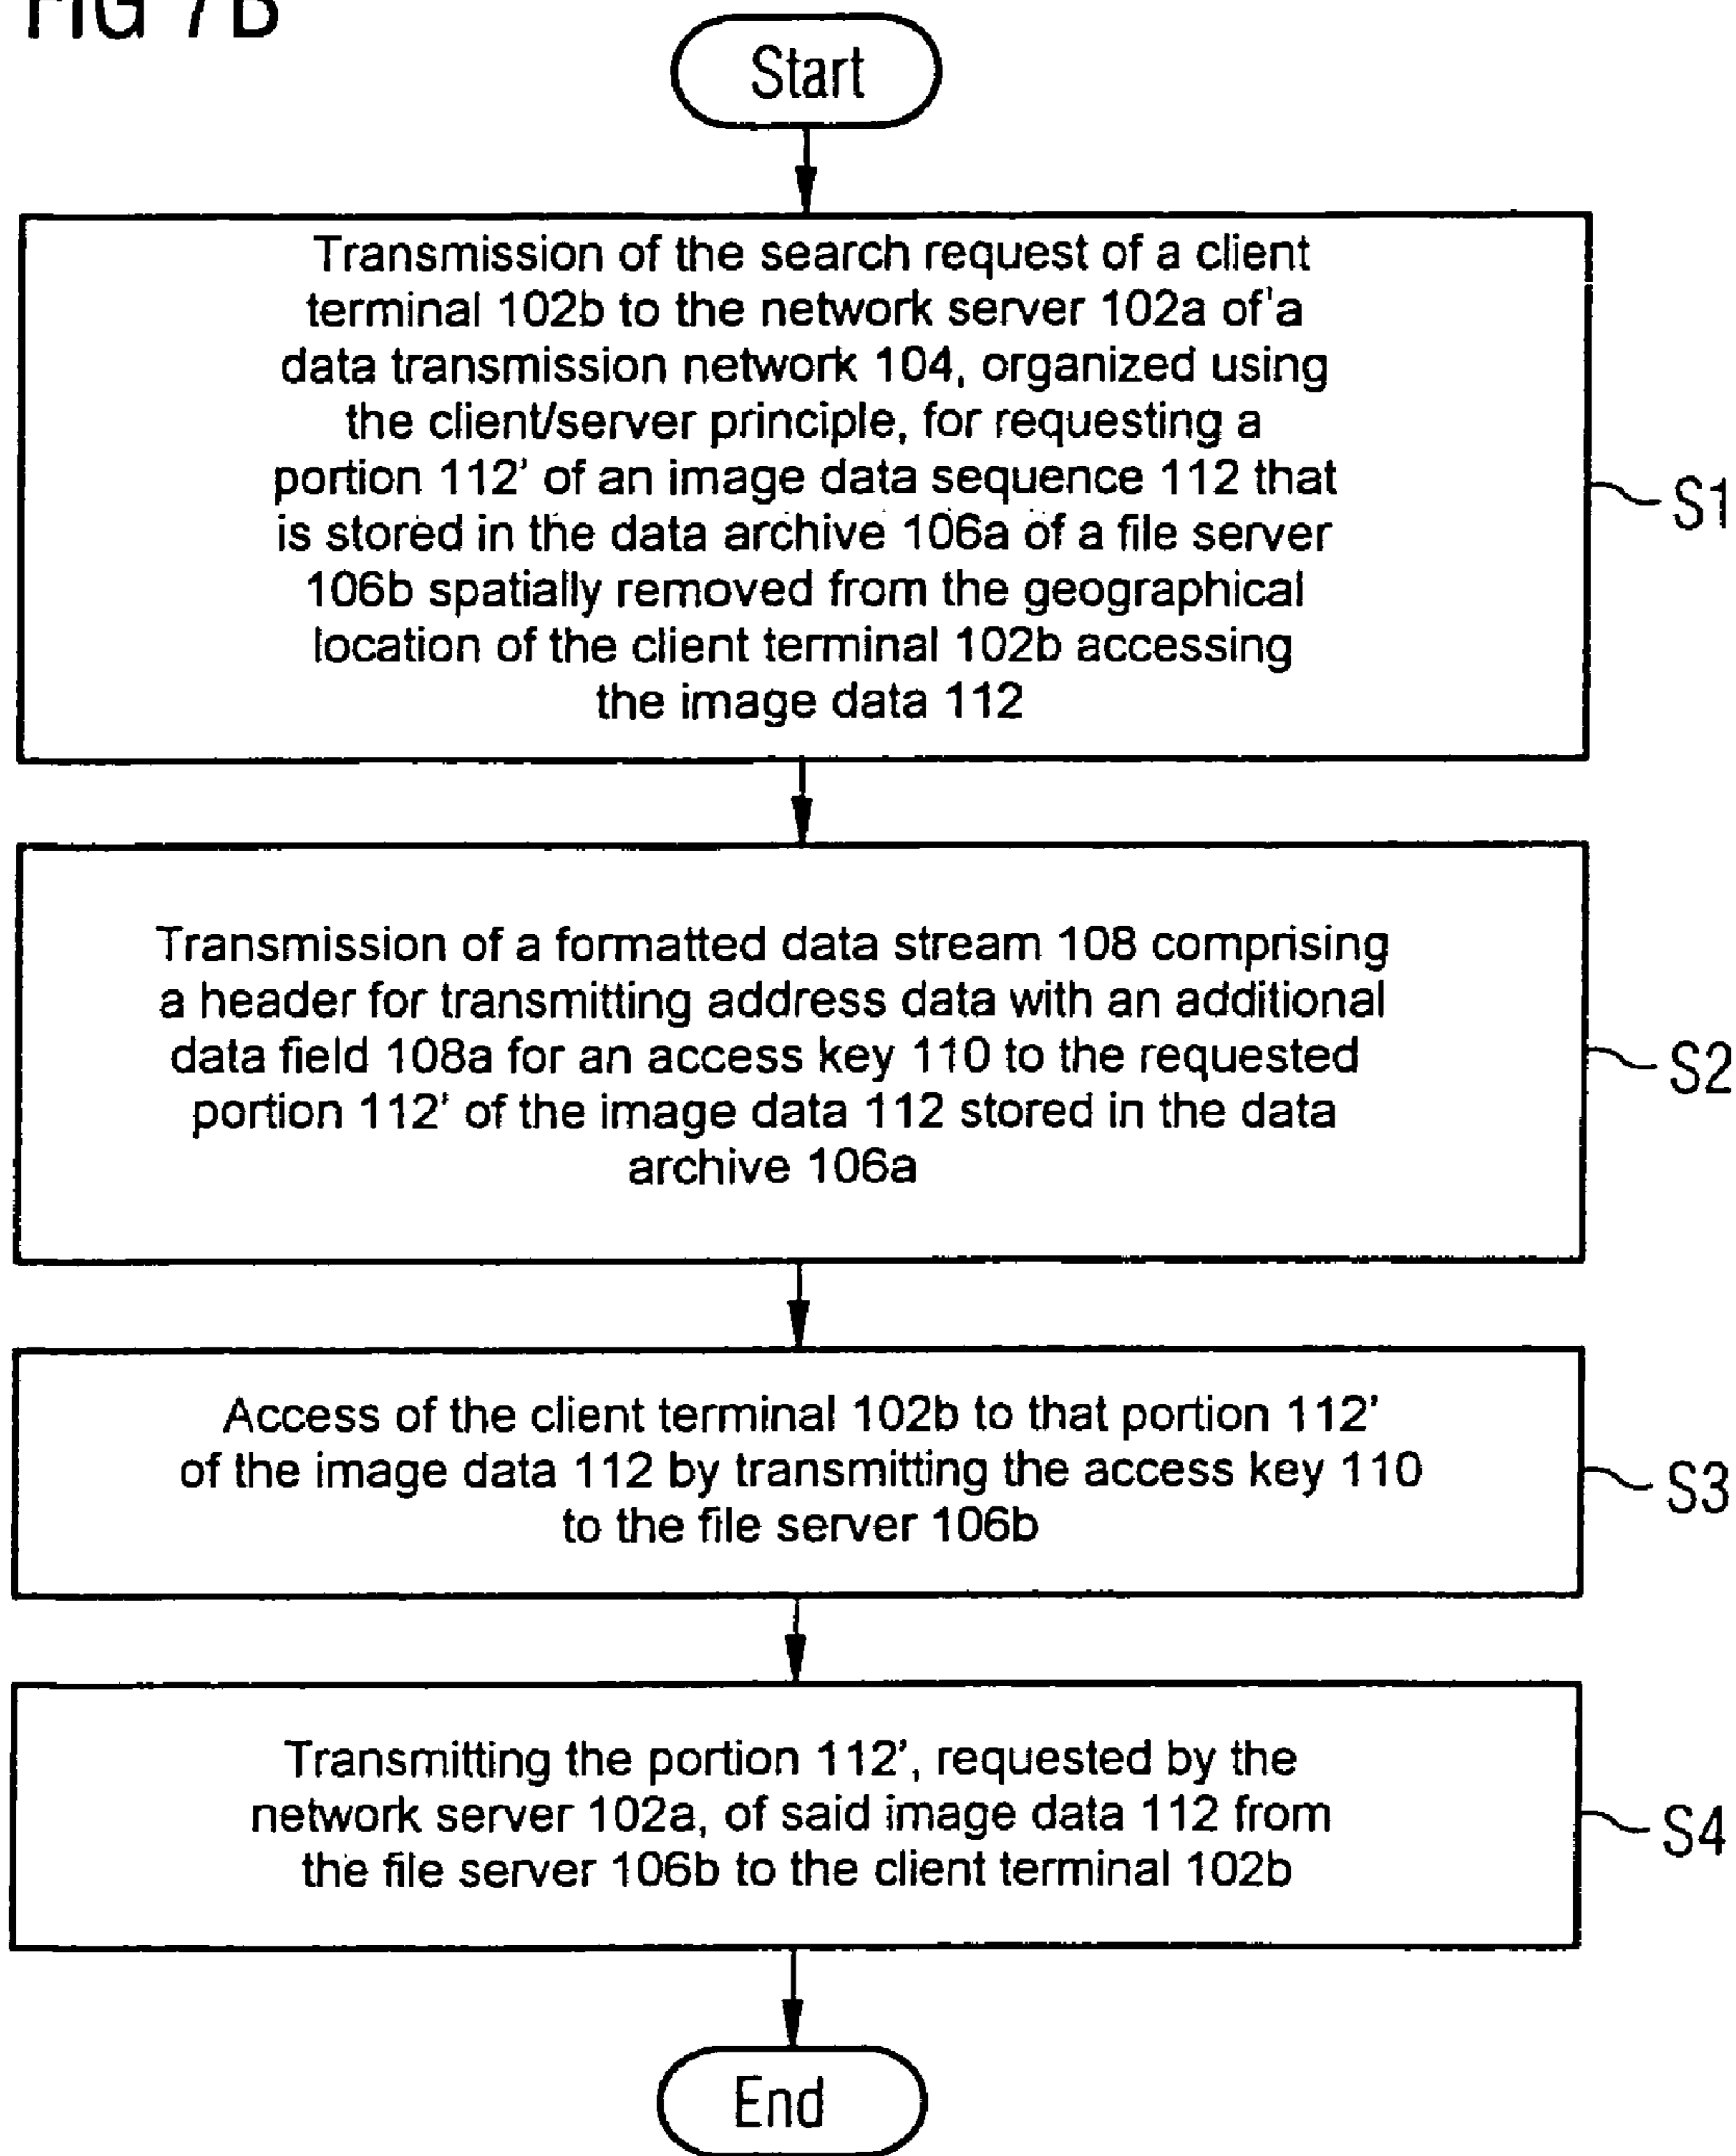 FIG 7B
Start
Transmission of the search request of a client
terminal 102b to the network server 102a of a
data transmission network 104, organized using
the client/server principle, for requesting a
portion 112' of an image data sequence 112 that
is stored in the data archive 106a of a file server
106b spatially removed from the geographical
location of the client terminal 102b accessing
the image data 112
S1
Transmission of a formatted data stream 108 comprising
a header for transmitting address data with an additional
data field 108a for an access key 110 to the requested
portion 112' of the image data 112 stored in the data
archive 106a
S2
Access of the client terminal 102b to that portion 112'
of the image data 112 by transmitting the access key 110
to the file server 106b
S3
Transmitting the portion 112', requested by the
network server 102a, of said image data 112 from
the file server 106b to the client terminal 102b
S4
End